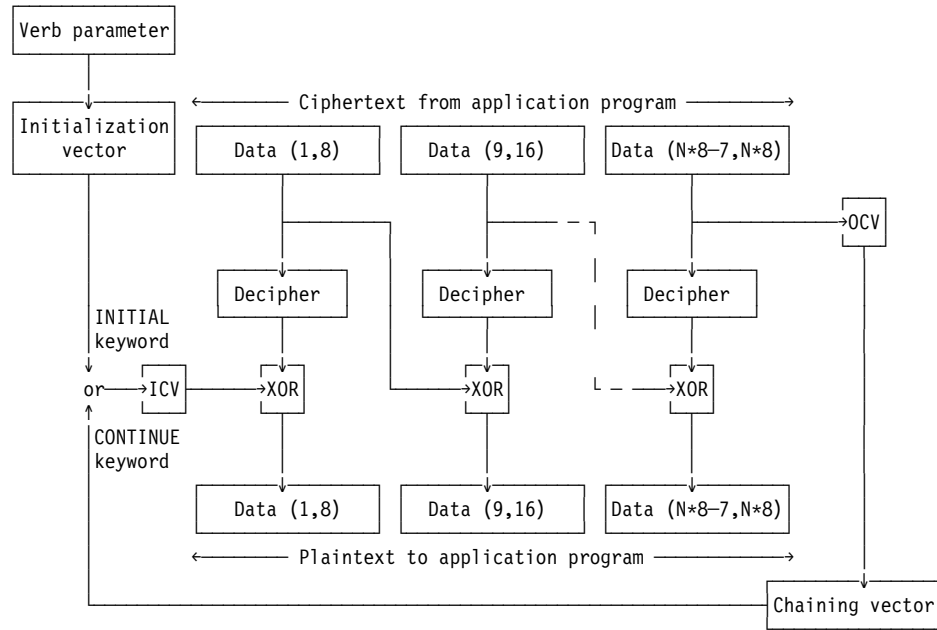 Verb parameter
Ciphertext from application program
Initialization
vector
Data (1,8)
Data (9,16)
Data (N*8–7,N*8)
OCV
Decipher
Decipher
Decipher
INITIAL
keyword
or
ICV
XOR
XOR
XOR
CONTINUE
keyword
Data (1,8)
Data (9,16)
Data (N*8–7,N*8)
Plaintext to application program
Chaining vector